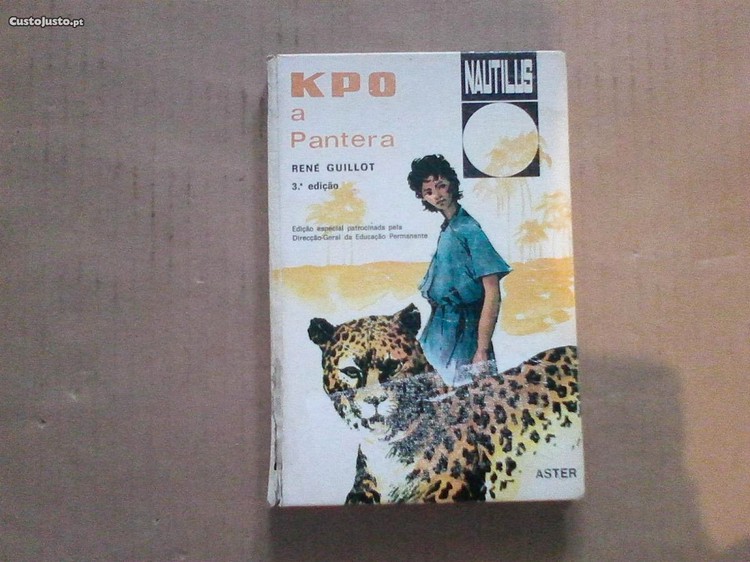 CustoJusto.pt
KPO
a
Pantera
RENÉ GUILLOT
3.ª edição
Edição especial patrocinada pela
Direcção-Geral da Educação Permanente
NAUTILUS
ASTER